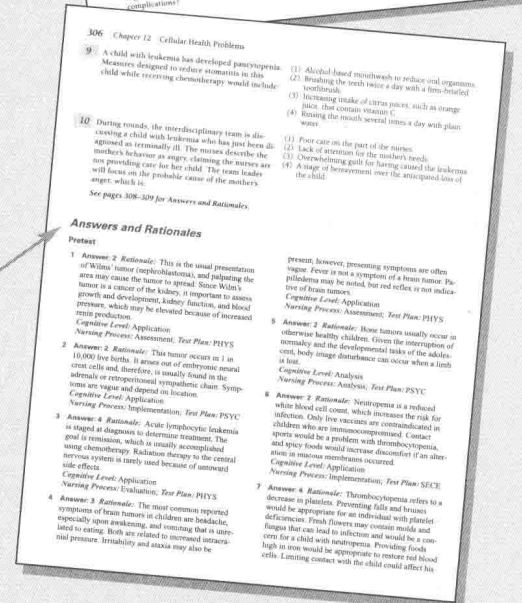 complications?
306 Chapter 12 Cellular Health Problems
9 A child with leukemia has developed pancytopenia.
Measures designed to reduce stomatitis in this
child while receiving chemotherapy would include
(1) Alcohol-based mouthwash to reduce oral organisms.
(2) Brushing the teeth twice a day with a firm-bristled
toothbrush.
(3) Increasing intake of citrus juices, such as orange
juice, that contain vitamin C.
(4) Rinsing the mouth several times a day with plain
water.
10 During rounds, the interdisciplinary team is dis-
cussing a child with leukemia who has just been di-
agnosed as terminally ill. The nurses describe the
mother's behavior as angry, claiming the nurses are
not providing care for her child. The team leader
will focus on the probable cause of the mother's
anger, which is:
(1) Poor care on the part of the nurses.
(2) Lack of attention for the mother's needs.
(3) Overwhelming guilt for having caused the leukemia.
(4) A stage of bereavement over the anticipated loss of
the child.
See pages 308–309 for Answers and Rationales.
Answers and Rationales
Pretest
1 Answer: 2 Rationale: This is the usual presentation
of Wilms' tumor (nephroblastoma), and palpating the
area may cause the tumor to spread. Since Wilm's
tumor is a cancer of the kidney, it important to assess
growth and development, kidney function, and blood
pressure, which may be elevated because of increased
renin production.
Cognitive Level: Application
Nursing Process: Assessment; Test Plan: PHYS
2 Answer: 2 Rationale: This tumor occurs in 1 in
10,000 live births. It arises out of embryonic neural
crest cells and, therefore, is usually found in the
adrenals or retroperitoneal sympathetic chain. Symp-
toms are vague and depend on location.
Cognitive Level: Application
Nursing Process: Implementation; Test Plan: PSYC
3 Answer: 4 Rationale: Acute lymphocytic leukemia
is staged at diagnosis to determine treatment. The
goal is remission, which is usually accomplished
using chemotherapy. Radiation therapy to the central
nervous system is rarely used because of untoward
side effects.
Cognitive Level: Application
Nursing Process: Evaluation; Test Plan: PHYS
4 Answer: 3 Rationale: The most common reported
symptoms of brain tumors in children are headache,
especially upon awakening, and vomiting that is unre-
lated to eating. Both are related to increased intracra-
nial pressure. Irritability and ataxia may also be
present; however, presenting symptoms are often
vague. Fever is not a symptom of a brain tumor. Pa-
pilledema may be noted, but red reflex is not indica-
tive of brain tumors.
Cognitive Level: Application
Nursing Process: Assessment; Test Plan: PHYS
5 Answer: 2 Rationale: Bone tumors usually occur in
otherwise healthy children. Given the interruption of
normalcy and the developmental tasks of the adoles-
cent, body image disturbance can occur when a limb
is lost.
Cognitive Level: Analysis
Nursing Process: Analysis; Test Plan: PSYC
6 Answer: 2 Rationale: Neutropenia is a reduced
white blood cell count, which increases the risk for
infection. Only live vaccines are contraindicated in
children who are immunocompromised. Contact
sports would be a problem with thrombocytopenia,
and spicy foods would increase discomfort if an alter-
ation in mucous membranes occurred.
Cognitive Level: Application
Nursing Process: Implementation; Test Plan: SECE
7 Answer: 4 Rationale: Thrombocytopenia refers to a
decrease in platelets. Preventing falls and bruises
would be appropriate for an individual with platelet
deficiencies. Fresh flowers may contain molds and
fungus that can lead to infection and would be a con-
cern for a child with neutropenia. Providing foods
high in iron would be appropriate to restore red blood
cells. Limiting contact with the child could affect his